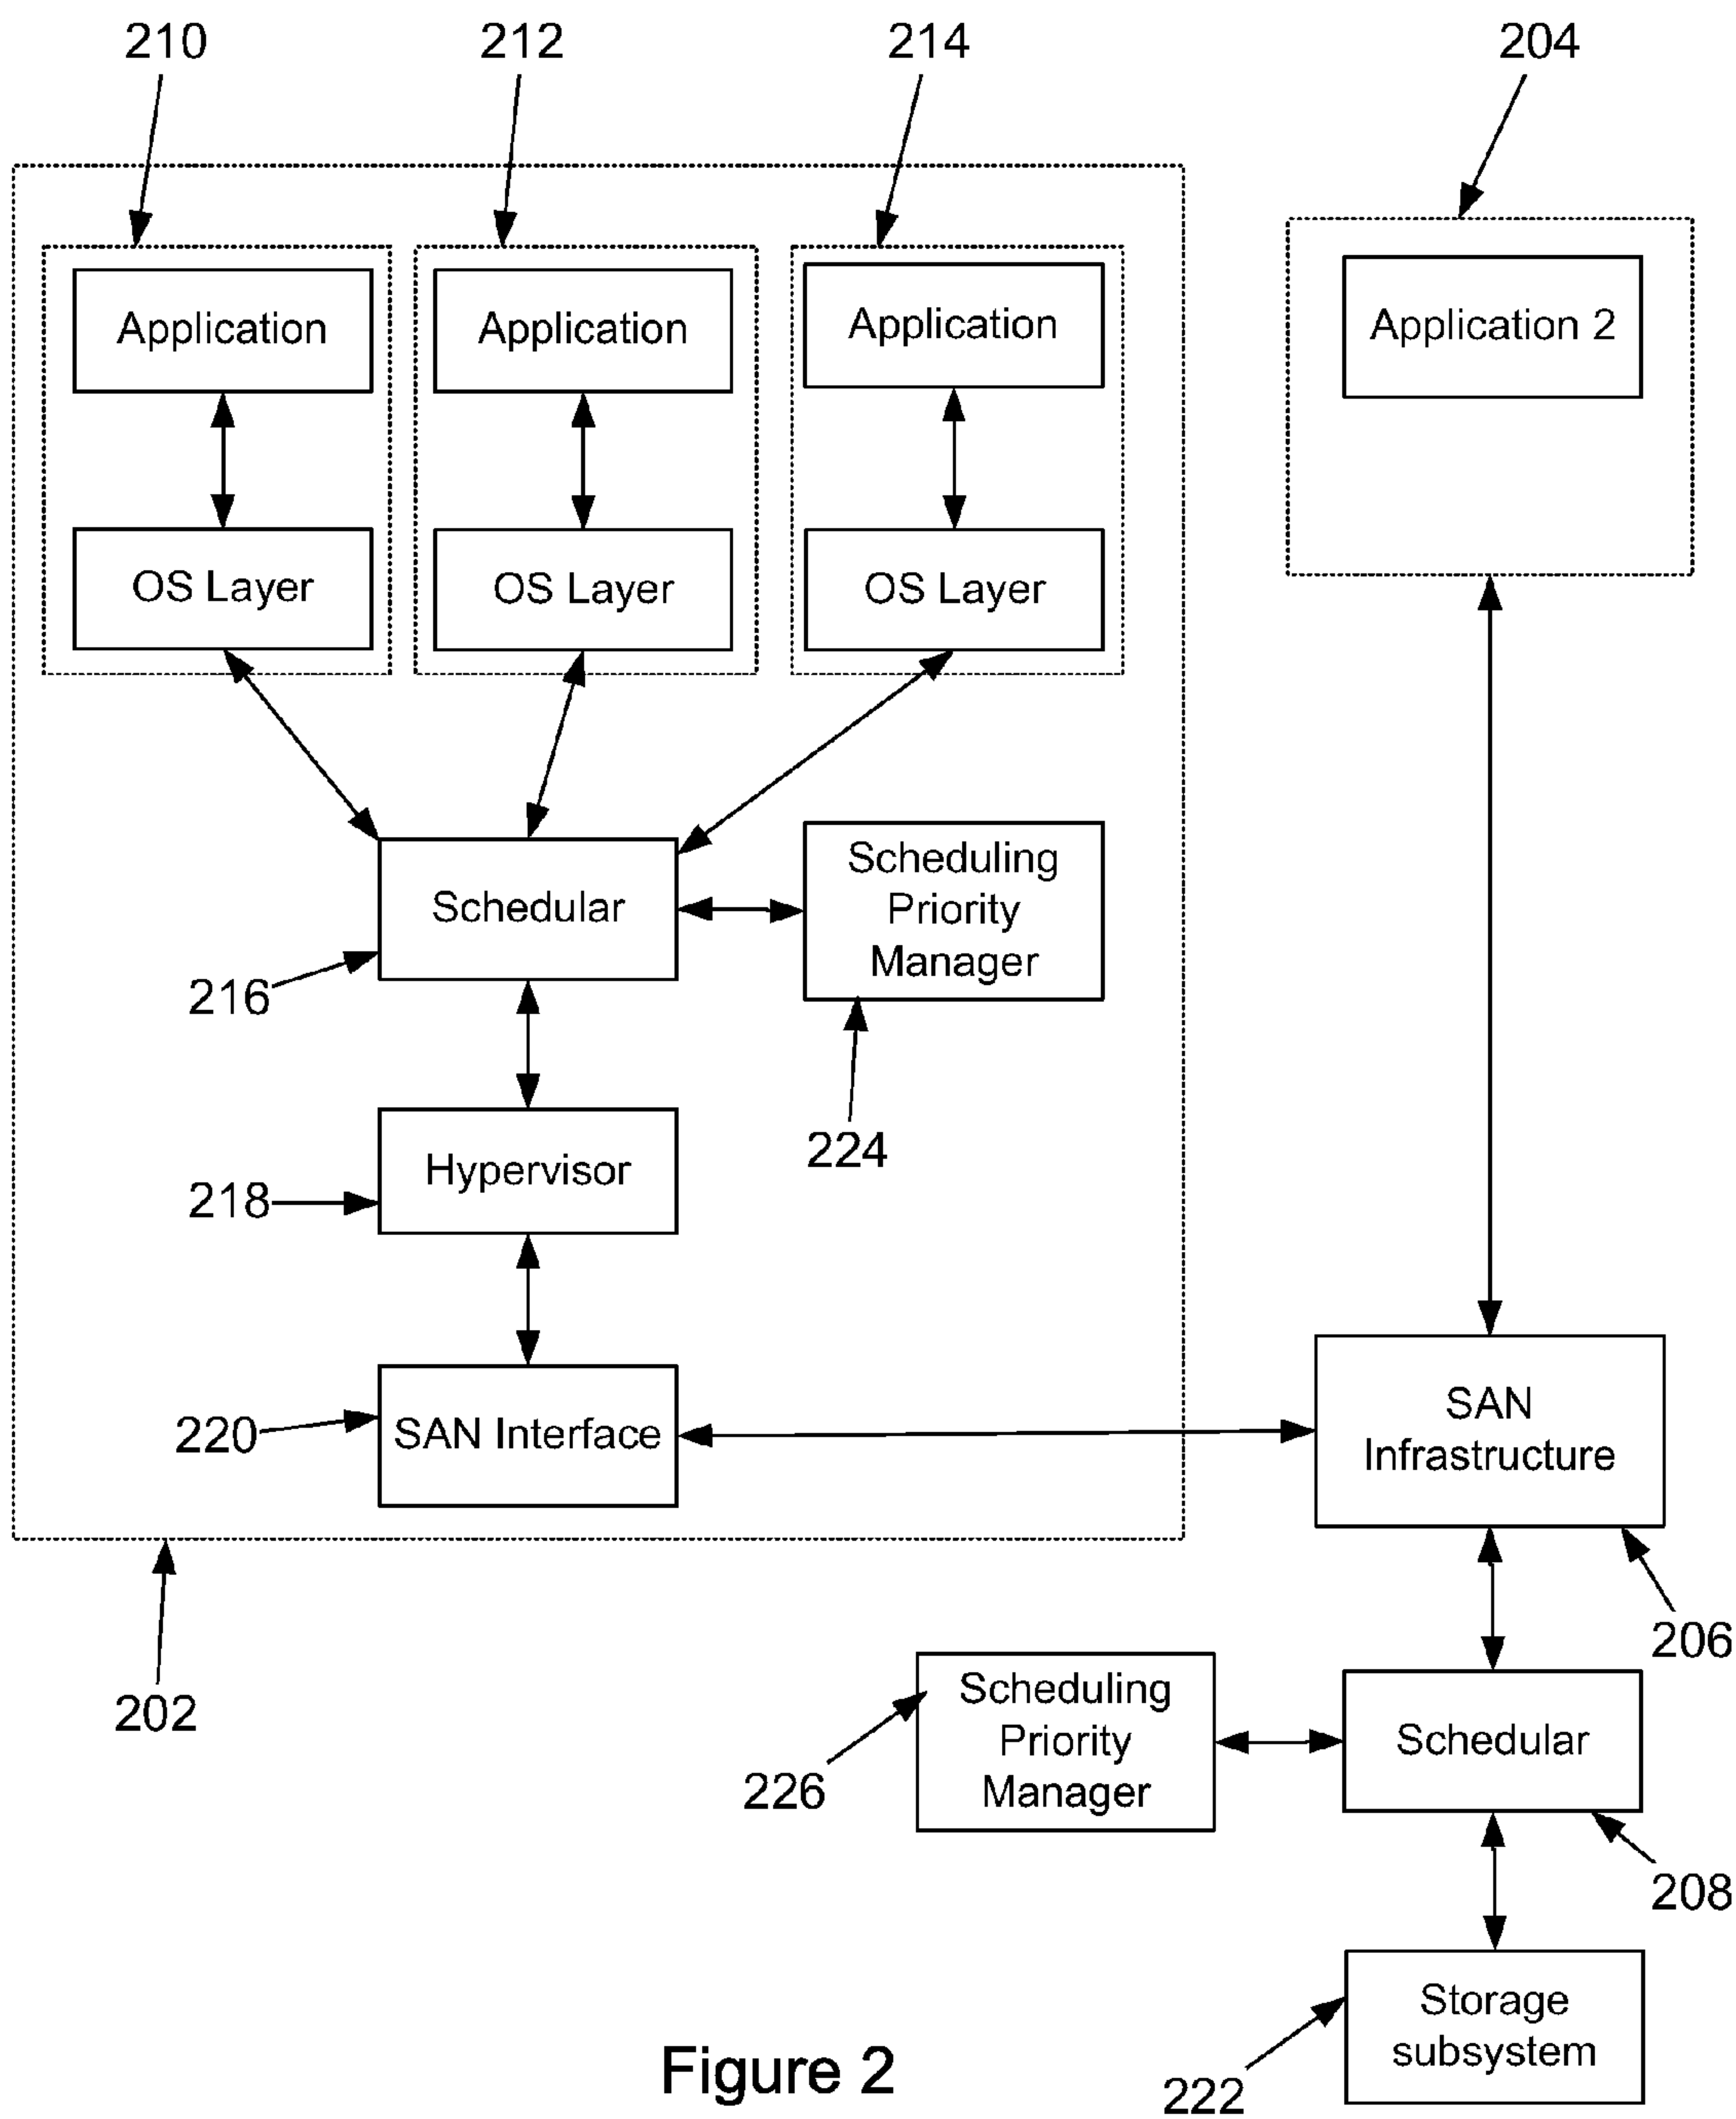 210
212
214
204
Application
Application
Application
Application 2
OS Layer
OS Layer
OS Layer
Schedular
Scheduling
Priority
Manager
216
224
Hypervisor
218
SAN Interface
220
SAN
Infrastructure
206
202
Scheduling
Priority
Manager
Schedular
226
208
Storage
subsystem
222
Figure 2